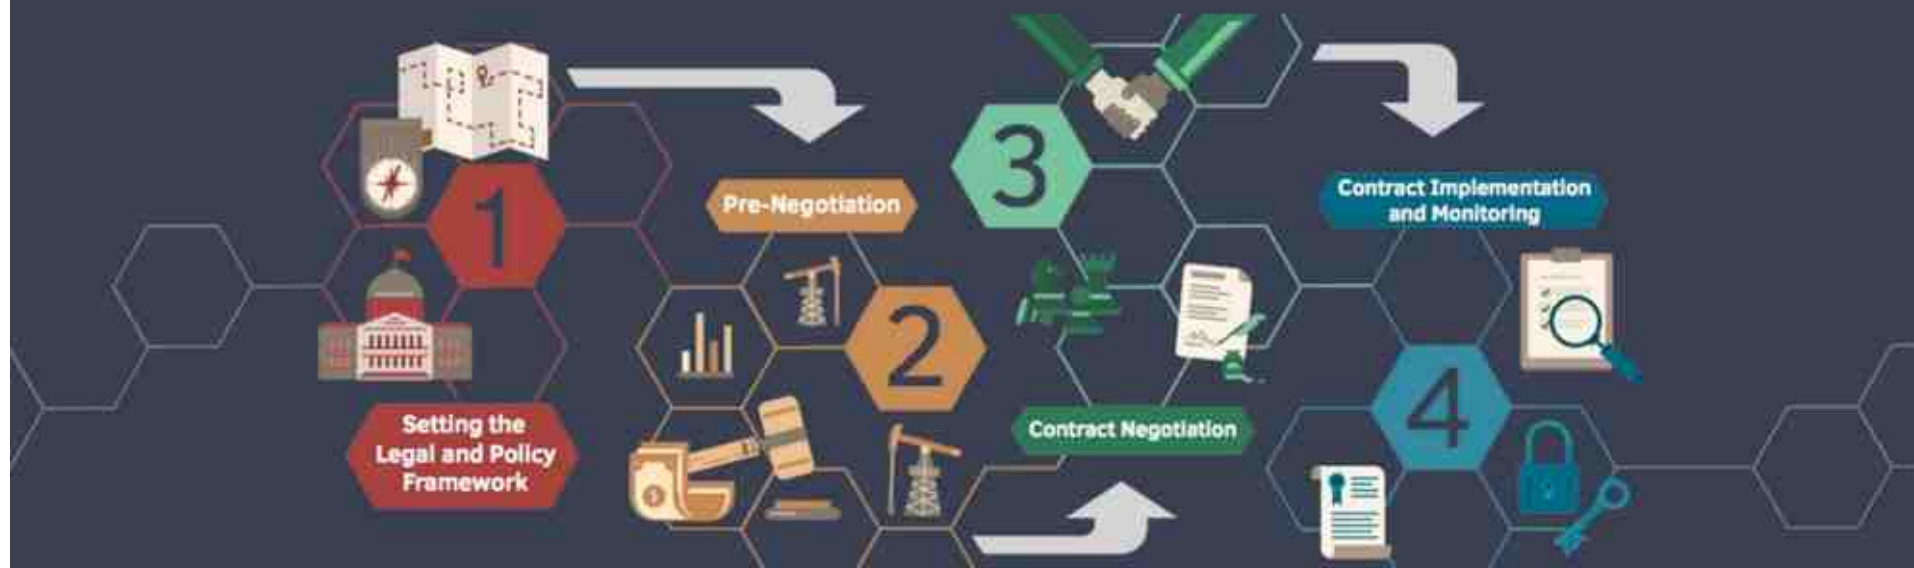 1
Setting the
Legal and Policy
Framework
Pre-Negotiation
2
3
Contract Negotiation
Contract Implementation
and Monitoring
4